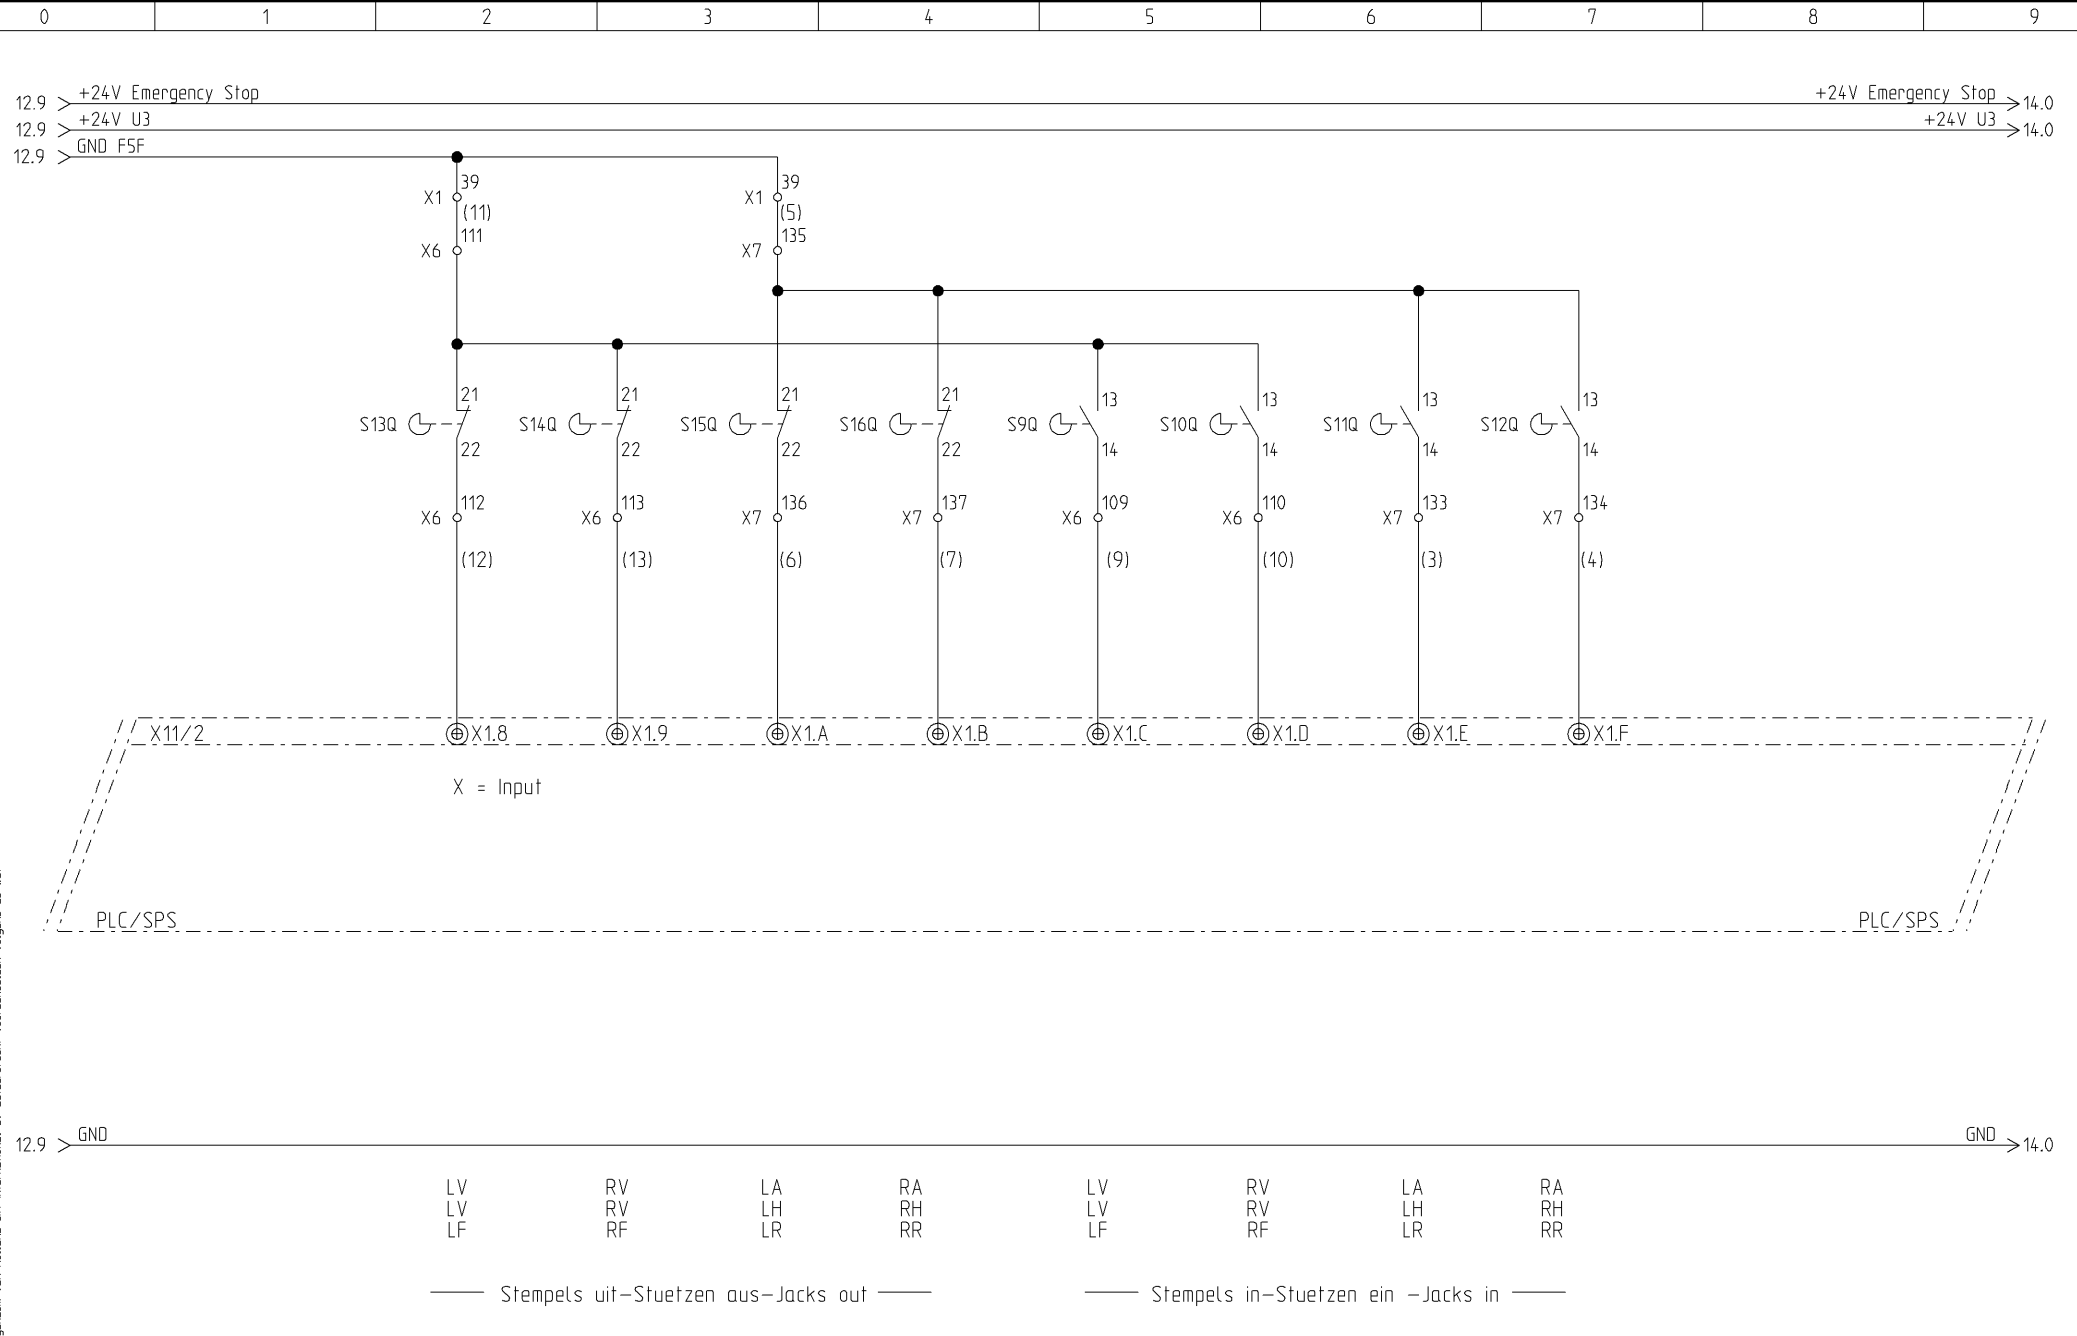 0 1 2 3 4 5 6 7 8 9
+24V Emergency Stop +24V Emergency Stop
12.9 14.0
+24V U3 +24V U3
12.9 14.0
GND F5F
12.9
39 39
X1 X1
(11) (5)
111 135
X6 X7
21 21 21 21 13 13 13 13
S13Q S14Q S15Q S16Q S9Q S10Q S11Q S12Q
22 22 22 22 14 14 14 14
112 113 136 137 109 110 133 134
X6 X6 X7 X7 X6 X6 X7 X7
(12) (13) (6) (7) (9) (10) (3) (4)
X11/2 X1.8 X1.9 X1.A X1.B X1.C X1.D X1.E X1.F
X = Input
PLC/SPS PLC/SPS
GND GND
12.9 14.0
LV RV LA RA LV RV LA RA
LV RV LH RH LV RV LH RH
LF RF LR RR LF RF LR RR
Stempels uit-Stuetzen aus-Jacks out Stempels in-Stuetzen ein -Jacks in